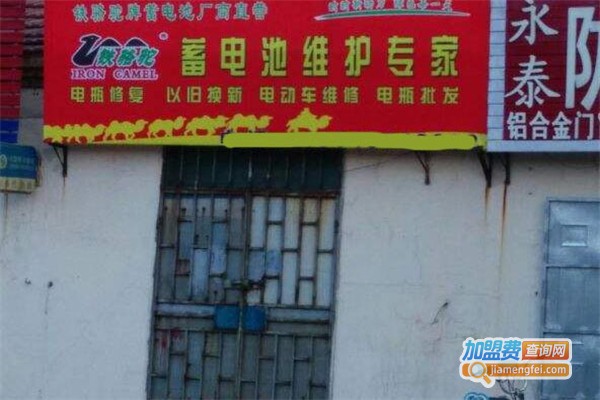 铁骆驼牌蓄电池厂商直营
铁骆驼®
IRON CAMEL
蓄电池维护专家
电瓶修复 以旧换新 电动车维修 电瓶批发
永泰防
铝合金门
加盟费查询网
jiamengfei.com